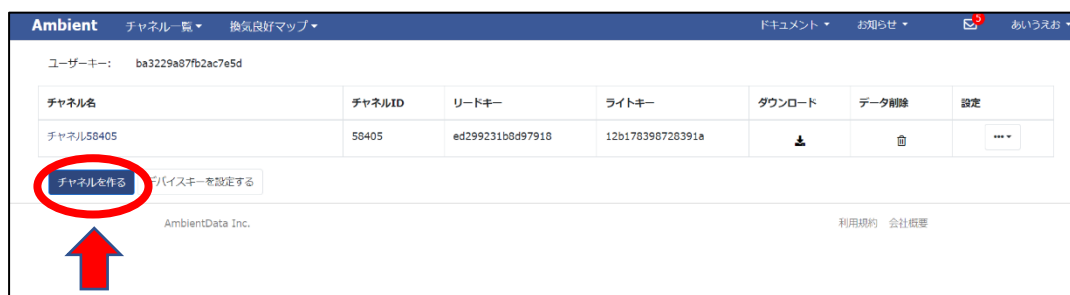 Ambient チャネル一覧 換気良好マップ ドキュメント お知らせ 5 あいうえお
ユーザーキー: ba3229a87fb2ac7e5d
チャネル名 チャネルID リードキー ライトキー ダウンロード データ削除 設定
チャネル58405 58405 ed299231b8d97918 12b178398728391a
チャネルを作る デバイスキーを設定する
AmbientData Inc. 利用規約 会社概要